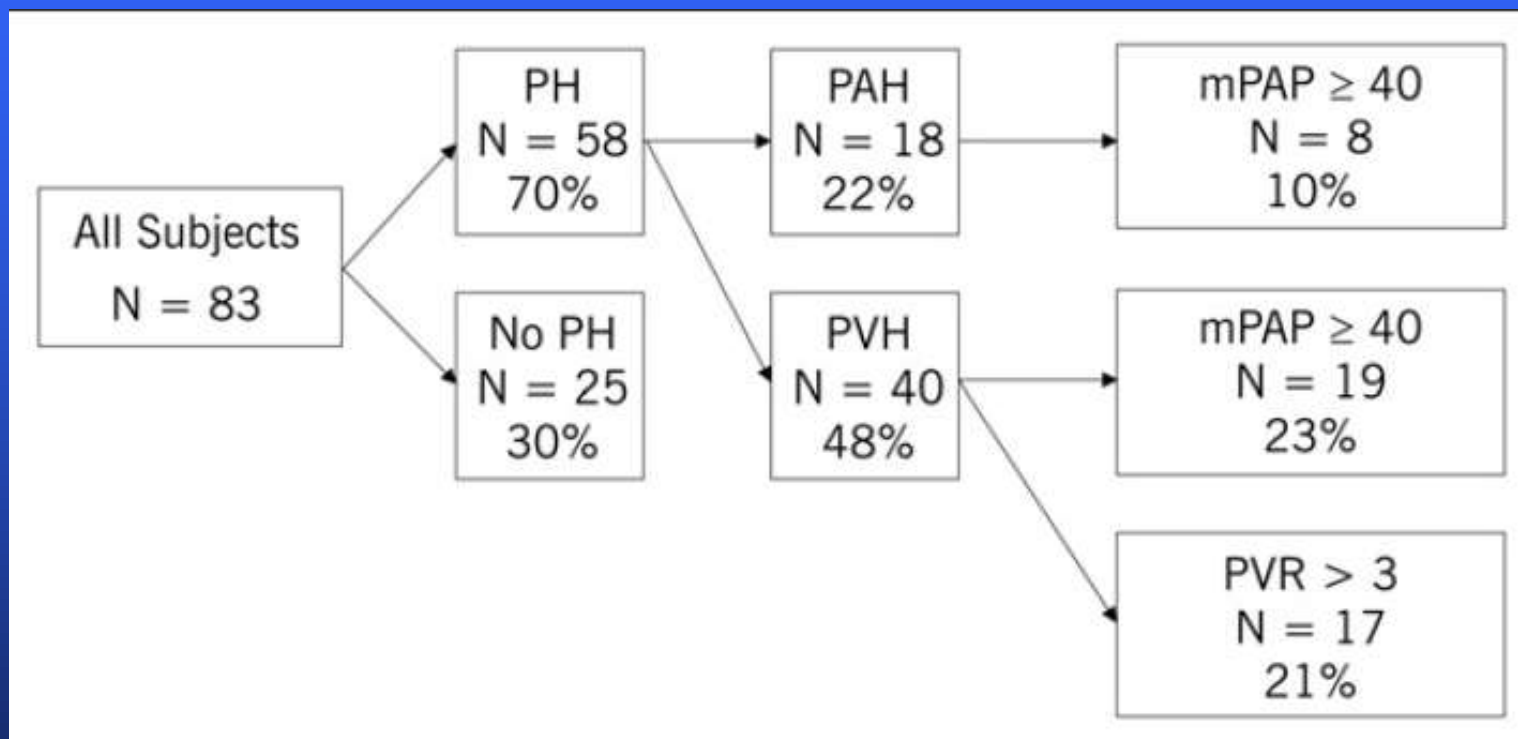 All Subjects
N = 83
PH
N = 58
70%
No PH
N = 25
30%
PAH
N = 18
22%
PVH
N = 40
48%
mPAP ≥ 40
N = 8
10%
mPAP ≥ 40
N = 19
23%
PVR > 3
N = 17
21%